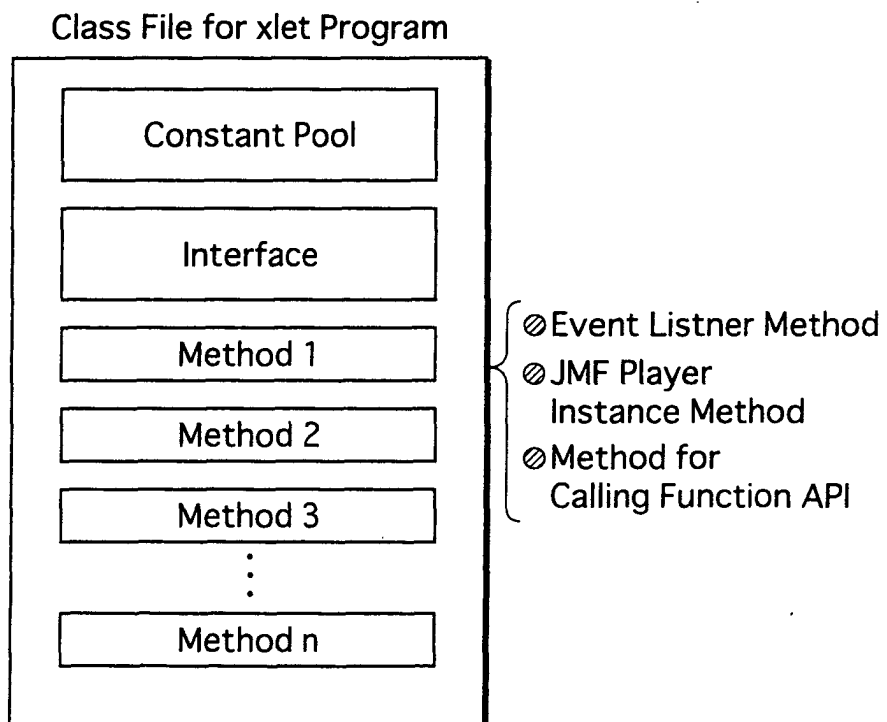 Class File for xlet Program
Constant Pool
Interface
Method 1
Method 2
Method 3
Method n
Event Listner Method
JMF Player
Instance Method
Method for
Calling Function API